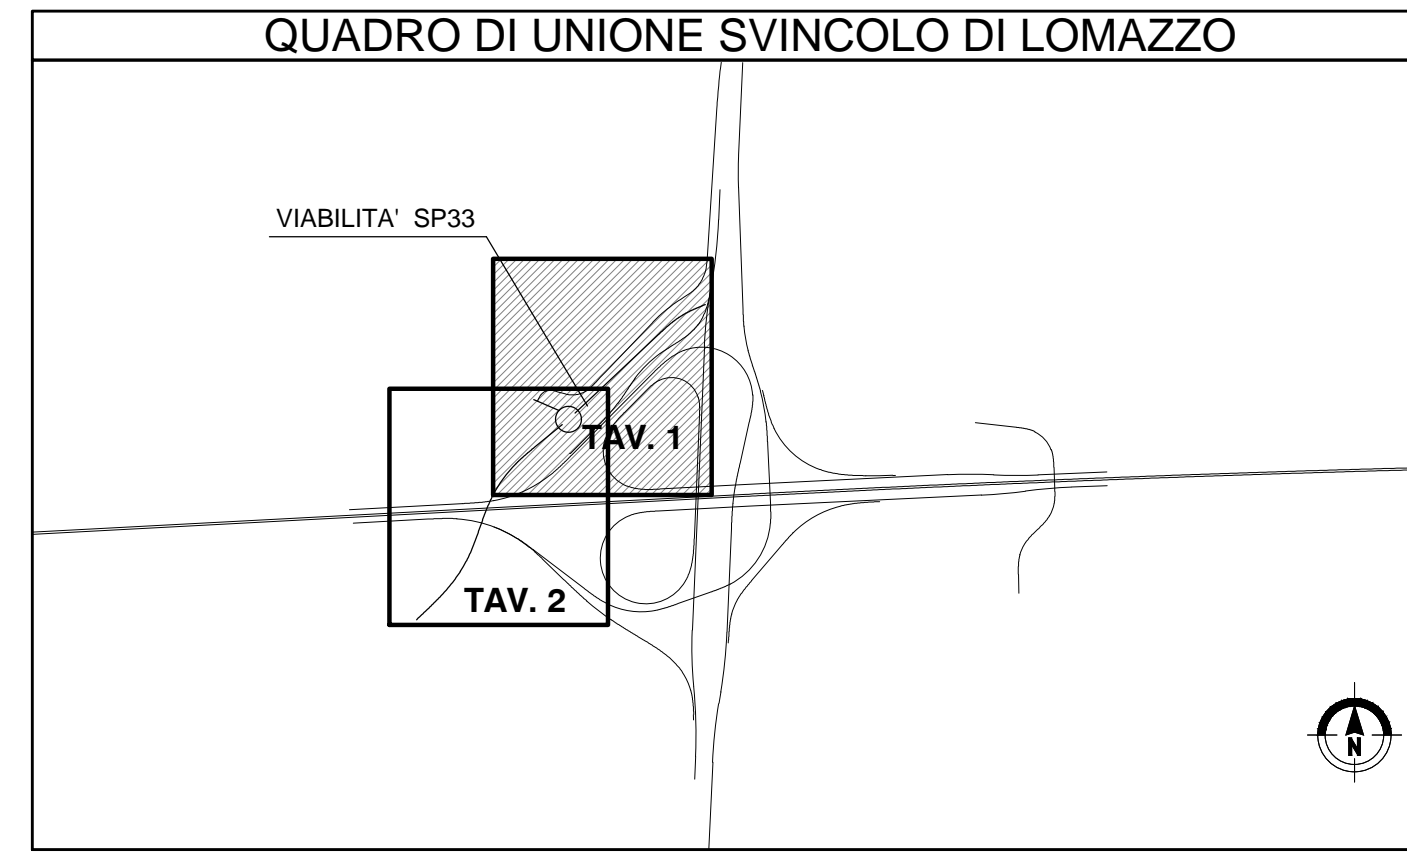 QUADRO DI UNIONE SVINCOLO DI LOMAZZO
VIABILITA' SP33
TAV. 1
TAV. 2
N